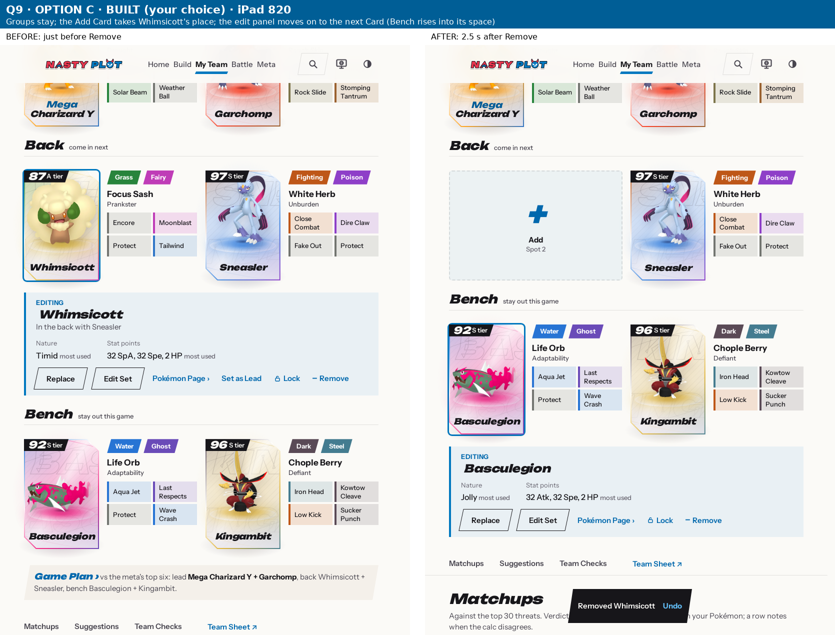 Q9 • OPTION C • BUILT (your choice) • iPad 820
Groups stay; the Add Card takes Whimsicott's place; the edit panel moves on to the next Card (Bench rises into its space)
BEFORE: just before Remove
NASTY PLOT
Home Build My Team Battle Meta
Mega
Charizard Y
Solar Beam
Weather
Ball
Garchomp
Rock Slide
Stomping
Tantrum
Back come in next
87 A tier
Whimsicott
Grass Fairy
Focus Sash
Prankster
Encore Moonblast
Protect Tailwind
97 S tier
Sneasler
Fighting Poison
White Herb
Unburden
Close
Combat
Dire Claw
Fake Out Protect
EDITING
Whimsicott
In the back with Sneasler
Nature Stat points
Timid most used 32 SpA, 32 Spe, 2 HP most used
Replace Edit Set Pokémon Page › Set as Lead Lock − Remove
Bench stay out this game
92 S tier
Basculegion
Water Ghost
Life Orb
Adaptability
Aqua Jet
Last
Respects
Protect
Wave
Crash
96 S tier
Kingambit
Dark Steel
Chople Berry
Defiant
Iron Head
Kowtow
Cleave
Low Kick
Sucker
Punch
Game Plan › vs the meta's top six: lead Mega Charizard Y + Garchomp, back Whimsicott +
Sneasler, bench Basculegion + Kingambit.
Matchups Suggestions Team Checks Team Sheet ↗
AFTER: 2.5 s after Remove
NASTY PLOT
Home Build My Team Battle Meta
Mega
Charizard Y
Solar Beam
Weather
Ball
Garchomp
Rock Slide
Stomping
Tantrum
Back come in next
Add
Spot 2
97 S tier
Sneasler
Fighting Poison
White Herb
Unburden
Close
Combat
Dire Claw
Fake Out Protect
Bench stay out this game
92 S tier
Basculegion
Water Ghost
Life Orb
Adaptability
Aqua Jet
Last
Respects
Protect
Wave
Crash
96 S tier
Kingambit
Dark Steel
Chople Berry
Defiant
Iron Head
Kowtow
Cleave
Low Kick
Sucker
Punch
EDITING
Basculegion
Nature Stat points
Jolly most used 32 Atk, 32 Spe, 2 HP most used
Replace Edit Set Pokémon Page › Lock − Remove
Matchups Suggestions Team Checks Team Sheet ↗
Matchups
Against the top 30 threats. Verdict your Pokémon; a row notes
when the calc disagrees.
Removed Whimsicott Undo